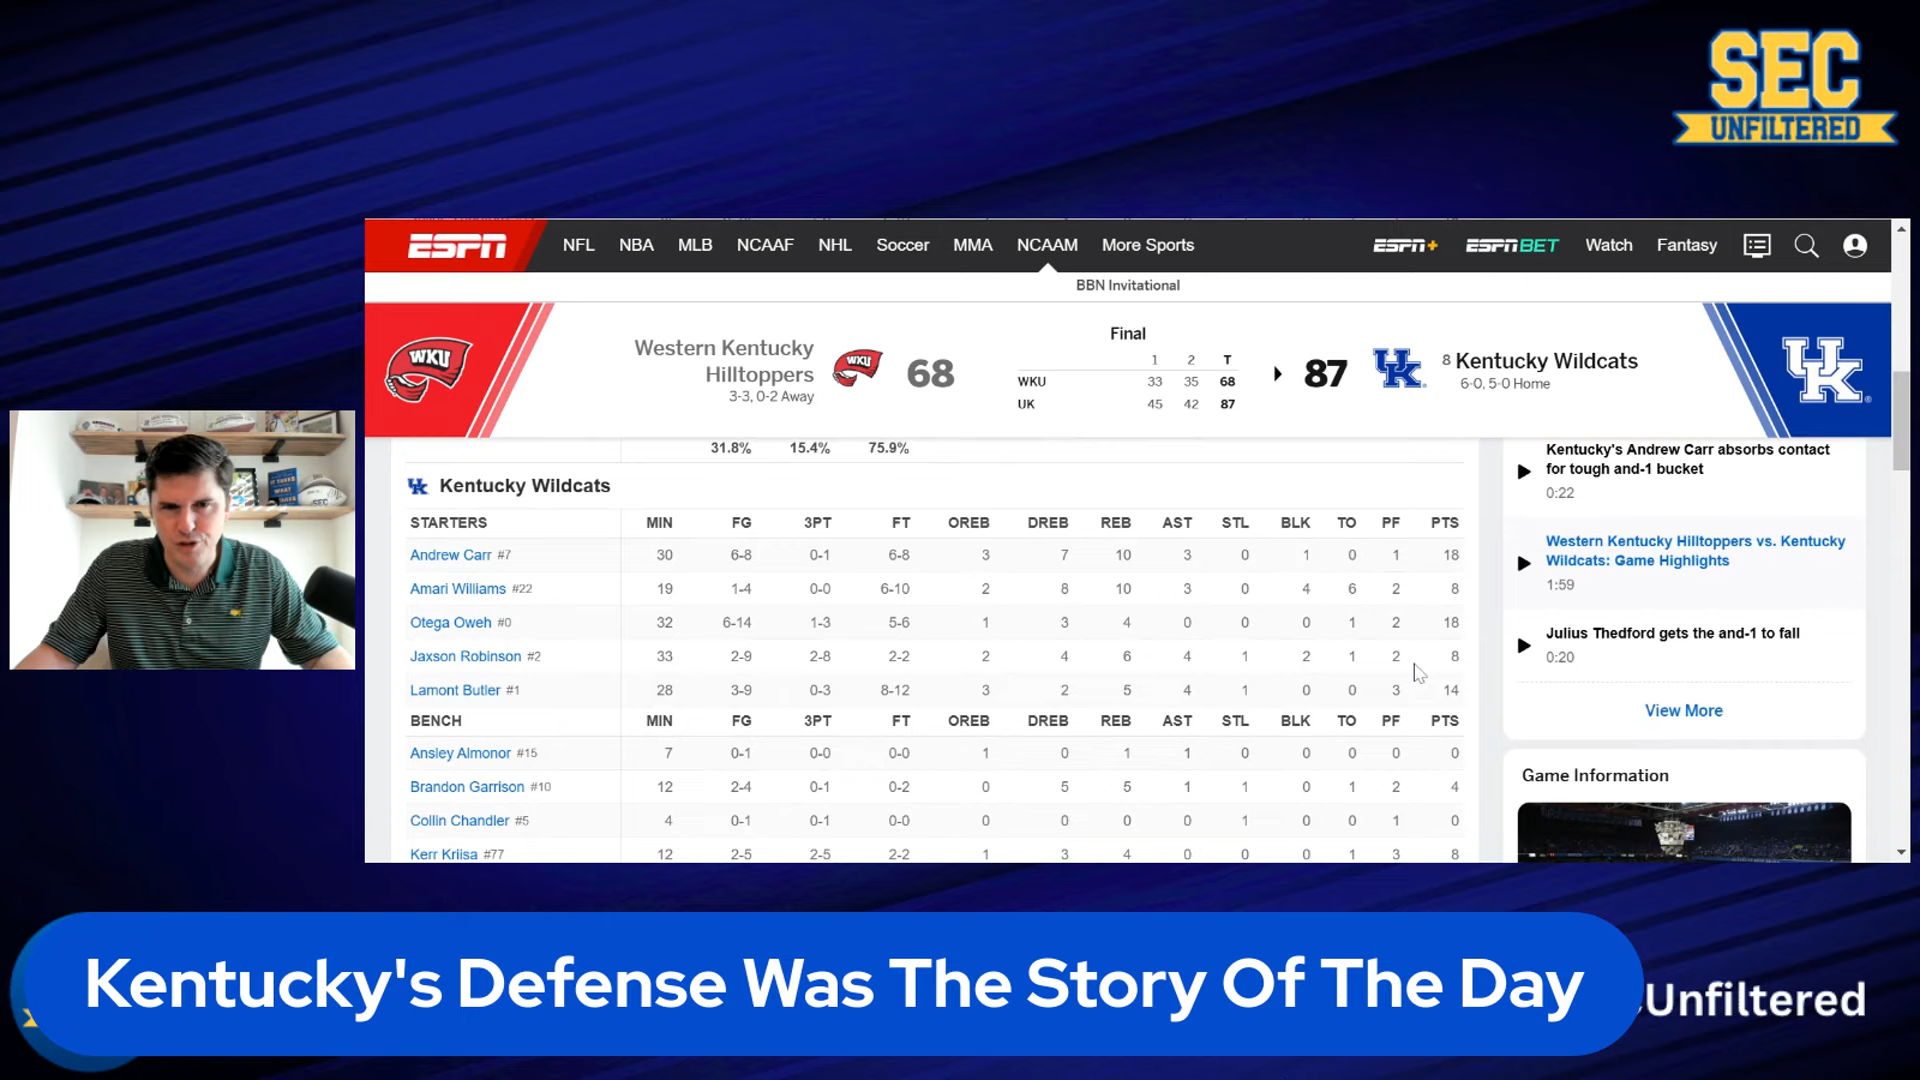 SEC
UNFILTERED
ESPN NFL NBA MLB NCAAF NHL Soccer MMA NCAAM More Sports ESPN+ ESPN BET Watch Fantasy
BBN Invitational
WKU
Western Kentucky
Hilltoppers
3-3, 0-2 Away
WKU
68
Final
1 2 T
WKU 33 35 68
UK 45 42 87
87
UK
8 Kentucky Wildcats
6-0, 5-0 Home
UK
31.8% 15.4% 75.9%
Kentucky Wildcats
STARTERS MIN FG 3PT FT OREB DREB REB AST STL BLK TO PF PTS
Andrew Carr #7 30 6-8 0-1 6-8 3 7 10 3 0 1 0 1 18
Amari Williams #22 19 1-4 0-0 6-10 2 8 10 3 0 4 6 2 8
Otega Oweh #0 32 6-14 1-3 5-6 1 3 4 0 0 0 1 2 18
Jaxson Robinson #2 33 2-9 2-8 2-2 2 4 6 4 1 2 1 2 8
Lamont Butler #1 28 3-9 0-3 8-12 3 2 5 4 1 0 0 3 14
BENCH MIN FG 3PT FT OREB DREB REB AST STL BLK TO PF PTS
Ansley Almonor #15 7 0-1 0-0 0-0 1 0 1 1 0 0 0 0 0
Brandon Garrison #10 12 2-4 0-1 0-2 0 5 5 1 1 0 1 2 4
Collin Chandler #5 4 0-1 0-1 0-0 0 0 0 0 1 0 0 1 0
Kerr Kriisa #77 12 2-5 2-5 2-2 1 3 4 0 0 0 1 3 8
Kentucky's Andrew Carr absorbs contact
for tough and-1 bucket
0:22
Western Kentucky Hilltoppers vs. Kentucky
Wildcats: Game Highlights
1:59
Julius Thedford gets the and-1 to fall
0:20
View More
Game Information
Kentucky's Defense Was The Story Of The Day
Unfiltered